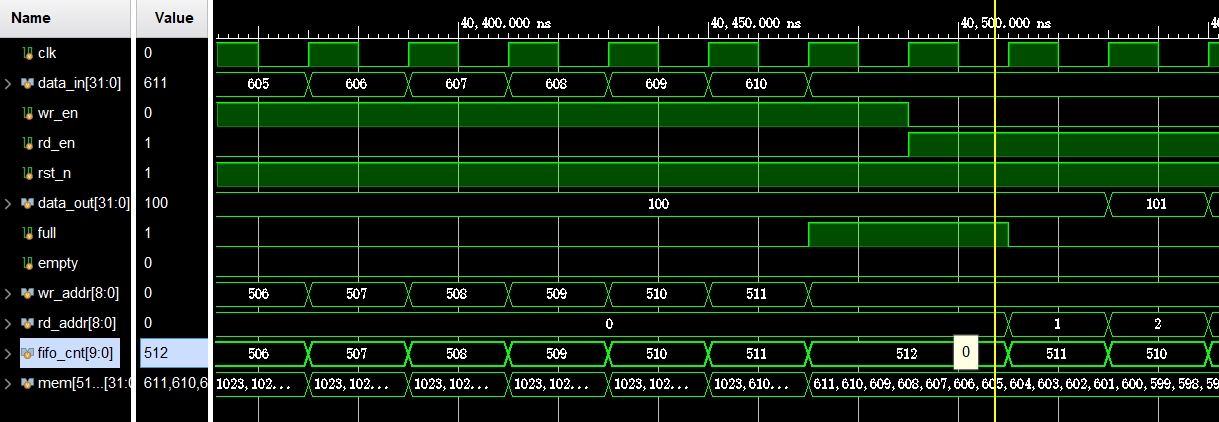 Name Value 40,400.000 ns 40,450.000 ns 40,500.000 ns
clk 0
data_in[31:0] 611 605 606 607 608 609 610
wr_en 0
rd_en 1
rst_n 1
data_out[31:0] 100 100 101
full 1
empty 0
wr_addr[8:0] 0 506 507 508 509 510 511
rd_addr[8:0] 0 0 1 2
fifo_cnt[9:0] 512 506 507 508 509 510 511 512 0 511 510
mem[51...[31:0 611,610,6 1023,102... 1023,102... 1023,102... 1023,102... 1023,102... 1023,610... 611,610,609,608,607,606,605,604,603,602,601,600,599,598,59